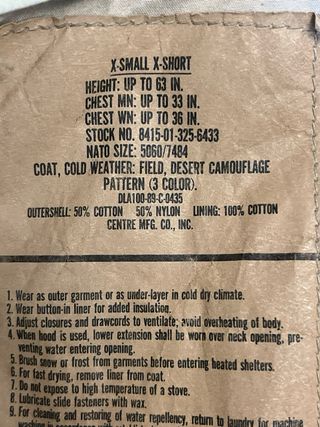 X-SMALL X-SHORT
HEIGHT: UP TO 63 IN.
CHEST MN: UP TO 33 IN.
CHEST WN: UP TO 36 IN.
STOCK NO. 8415-01-325-6433
NATO SIZE: 5060/7484
COAT, COLD WEATHER: FIELD, DESERT CAMOUFLAGE
PATTERN (3 COLOR).
DLA100-89-C-0435
OUTERSHELL: 50% COTTON 50% NYLON LINING: 100% COTTON
CENTRE MFG. CO., INC.
1. Wear as outer garment or as under-layer in cold dry climate.
2. Wear button-in liner for added insulation.
3. Adjust closures and drawcords to ventilate; avoid overheating of body.
4. When hood is used, lower extension shall be worn over neck opening, pre-
venting water entering opening.
5. Brush snow or frost from garments before entering heated shelters.
6. For fast drying, remove liner from coat.
7. Do not expose to high temperature of a stove.
8. Lubricate slide fasteners with wax.
9. For cleaning and restoring of water repellency, return to laundry for machine
washing in accordance with